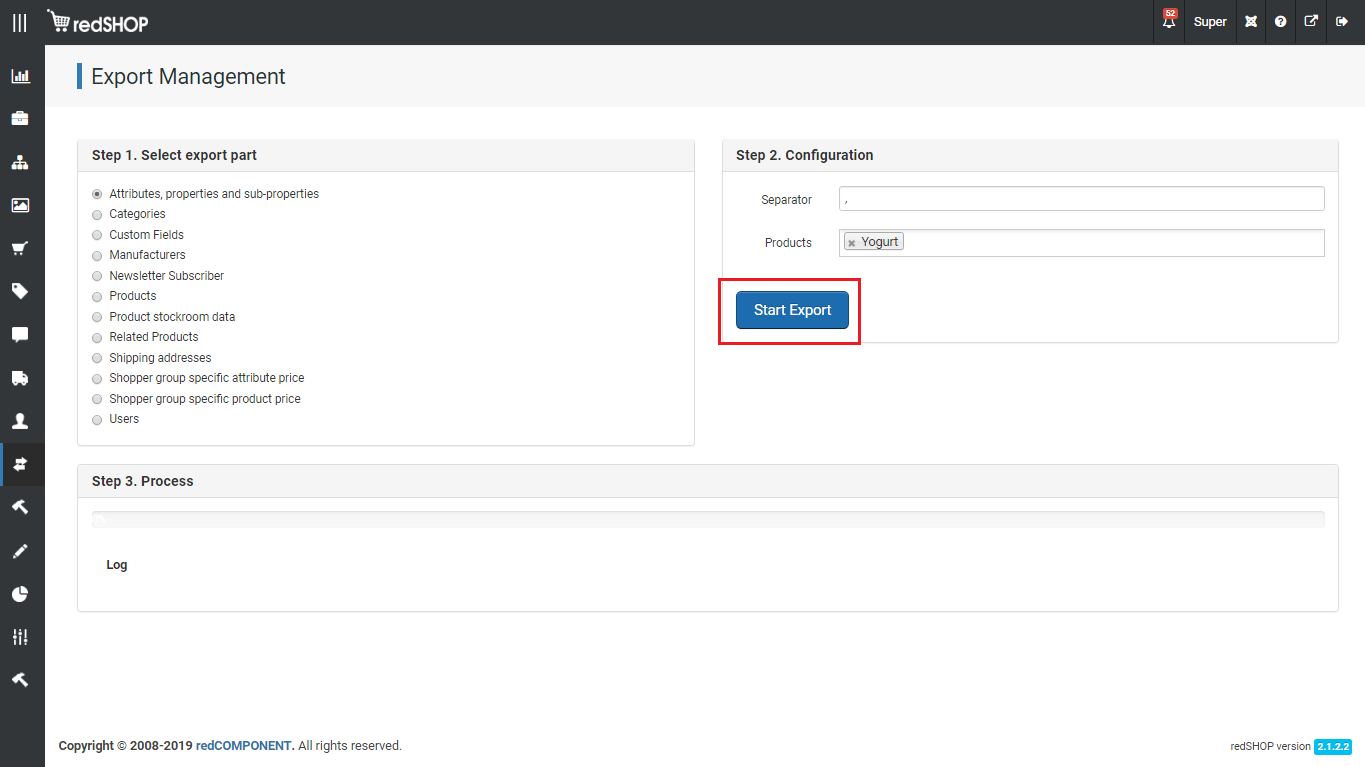 redSHOP
52
Super
Export Management
Step 1. Select export part
Attributes, properties and sub-properties
Categories
Custom Fields
Manufacturers
Newsletter Subscriber
Products
Product stockroom data
Related Products
Shipping addresses
Shopper group specific attribute price
Shopper group specific product price
Users
Step 2. Configuration
Separator ,
Products × Yogurt
Start Export
Step 3. Process
Log
Copyright © 2008-2019 redCOMPONENT. All rights reserved.
redSHOP version 2.1.2.2